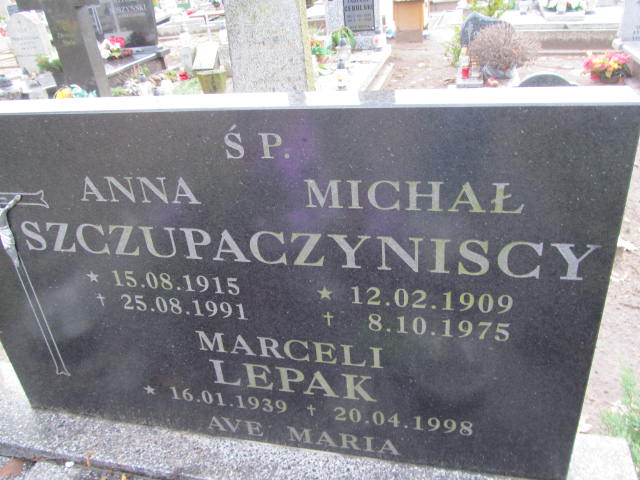 Ś P.
ANNA MICHAŁ
SZCZUPACZYNISCY
★ 15.08.1915 ★ 12.02.1909
† 25.08.1991 † 8.10.1975
MARCELI
LEPAK
★ 16.01.1939 † 20.04.1998
AVE MARIA